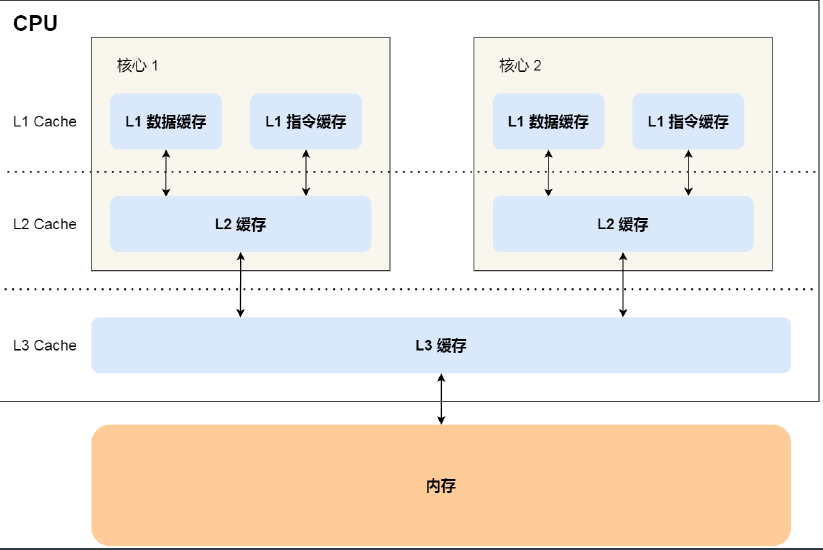 CPU
核心 1
核心 2
L1 Cache
L1 数据缓存
L1 指令缓存
L1 数据缓存
L1 指令缓存
L2 Cache
L2 缓存
L2 缓存
L3 Cache
L3 缓存
内存